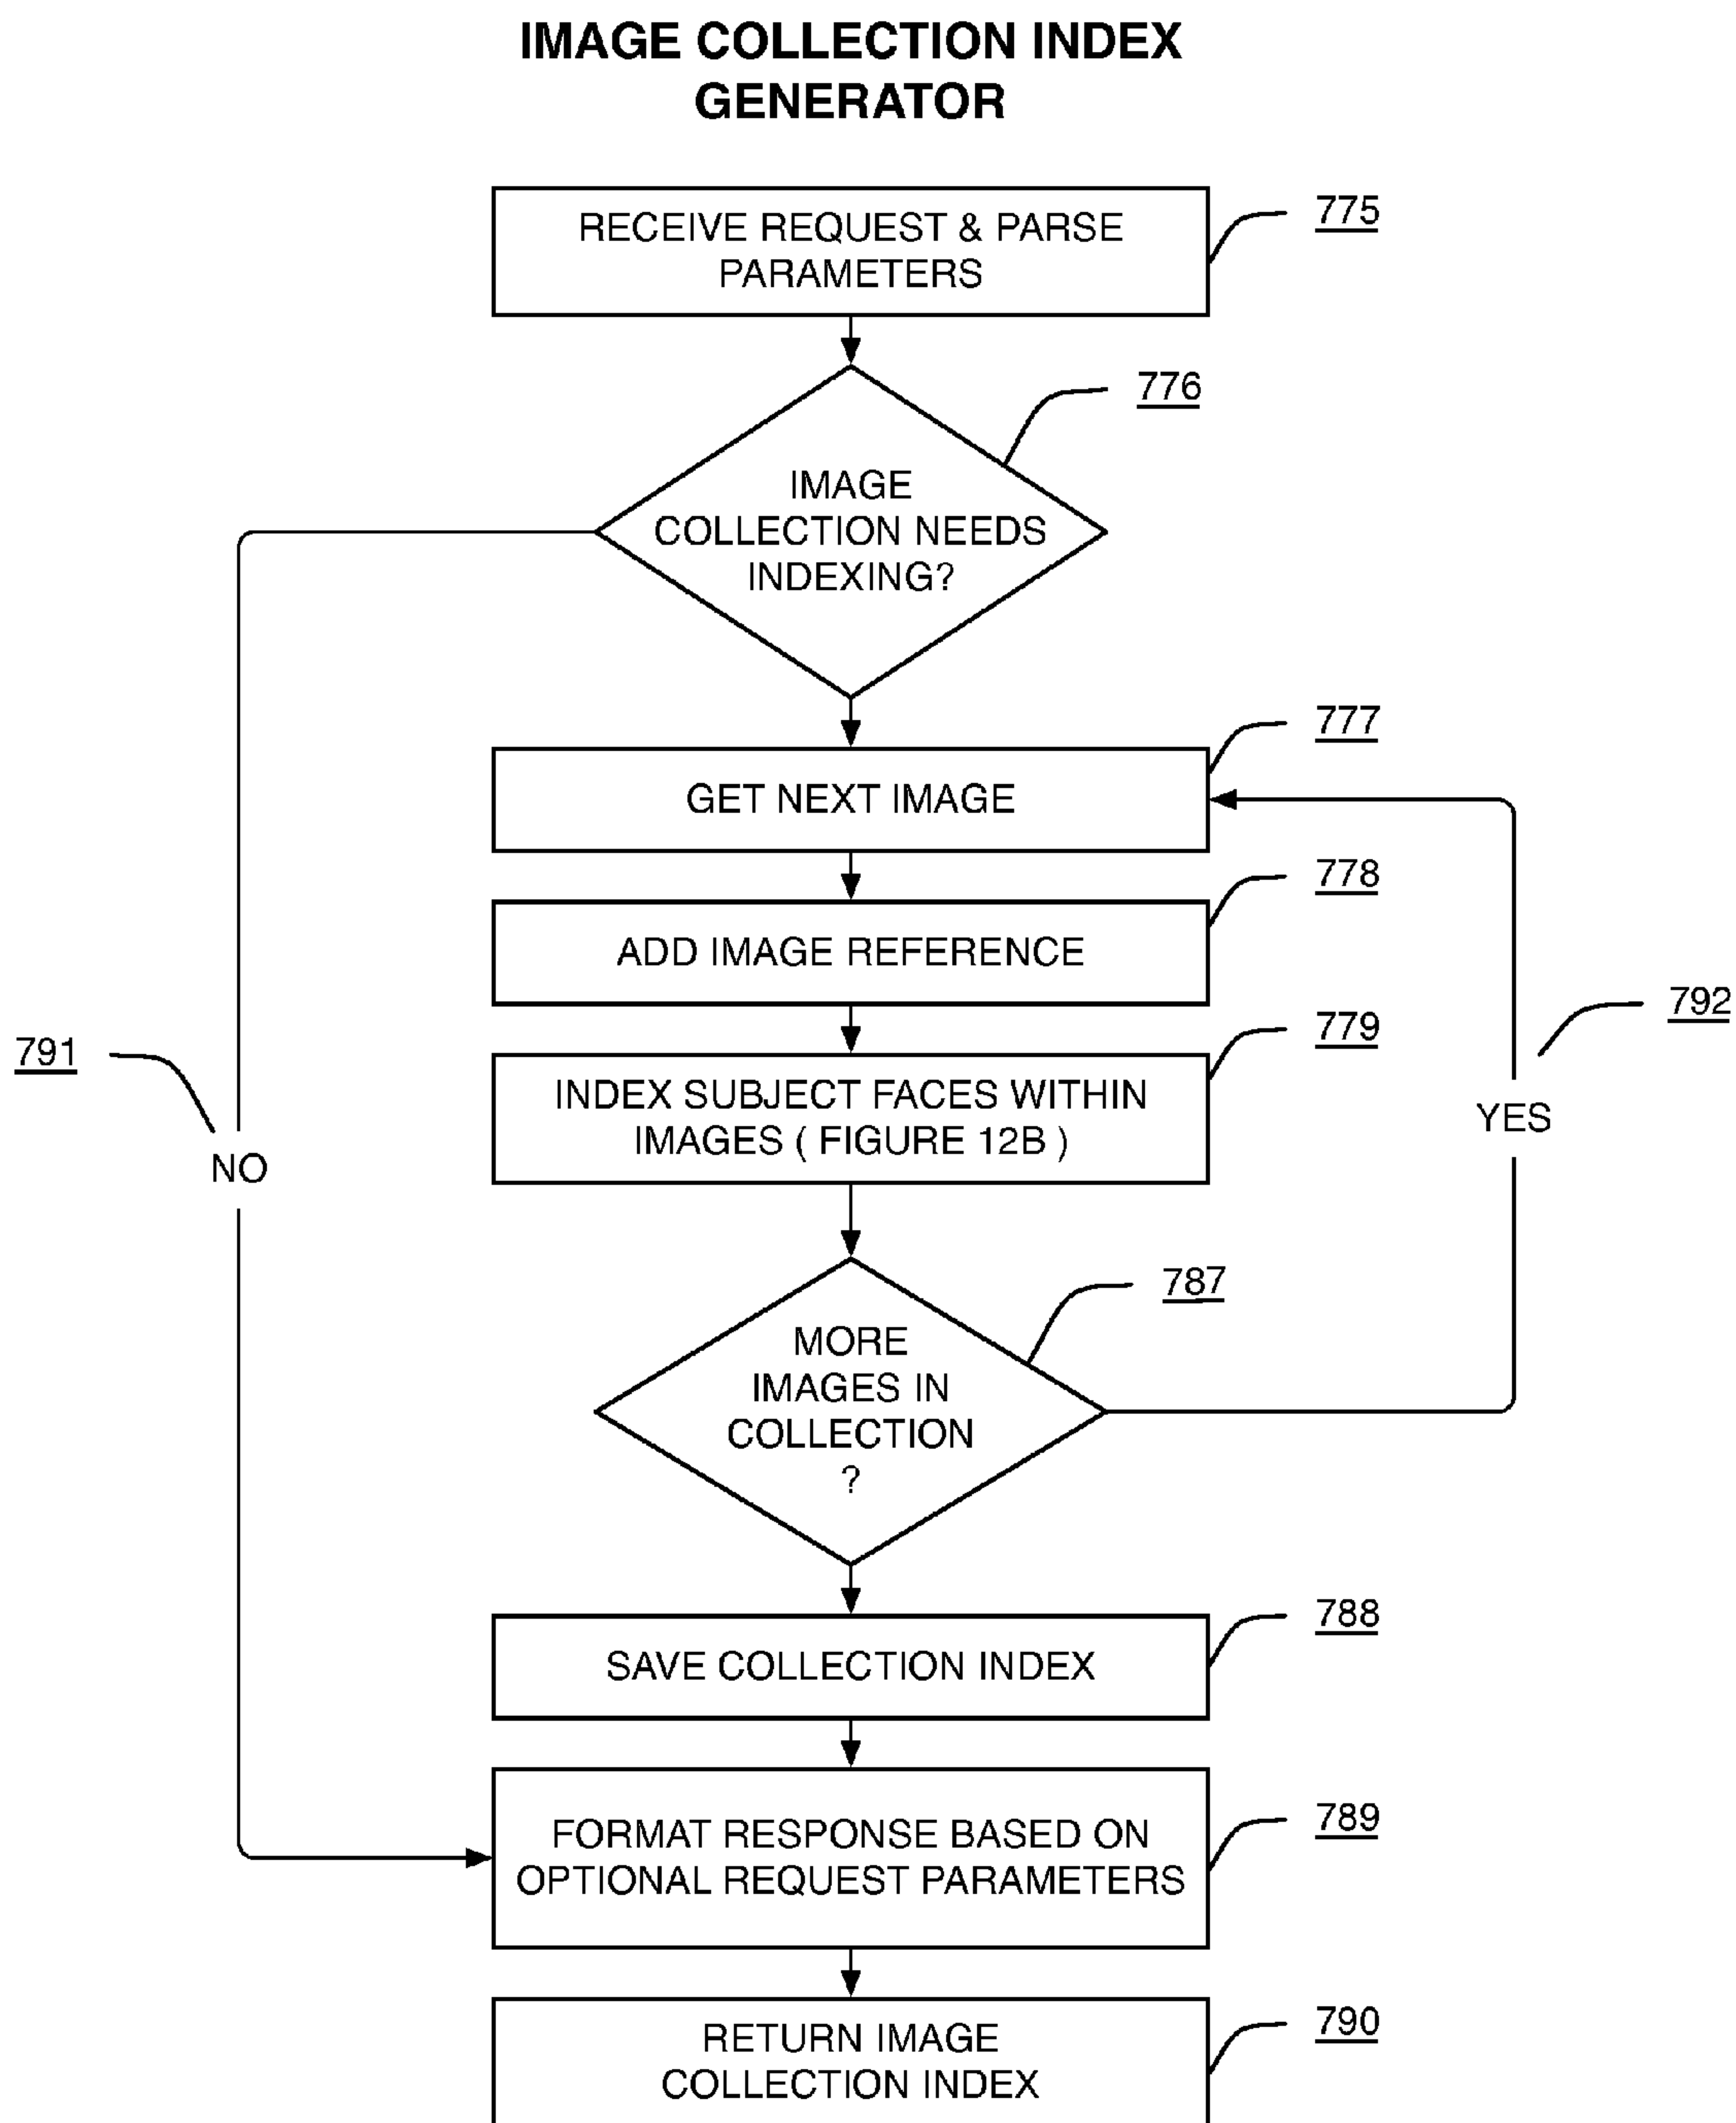 IMAGE COLLECTION INDEX
GENERATOR
RECEIVE REQUEST & PARSE
PARAMETERS
775
776
IMAGE
COLLECTION NEEDS
INDEXING?
777
GET NEXT IMAGE
778
ADD IMAGE REFERENCE
779
INDEX SUBJECT FACES WITHIN
IMAGES ( FIGURE 12B )
791
NO
792
YES
787
MORE
IMAGES IN
COLLECTION
?
788
SAVE COLLECTION INDEX
789
FORMAT RESPONSE BASED ON
OPTIONAL REQUEST PARAMETERS
790
RETURN IMAGE
COLLECTION INDEX